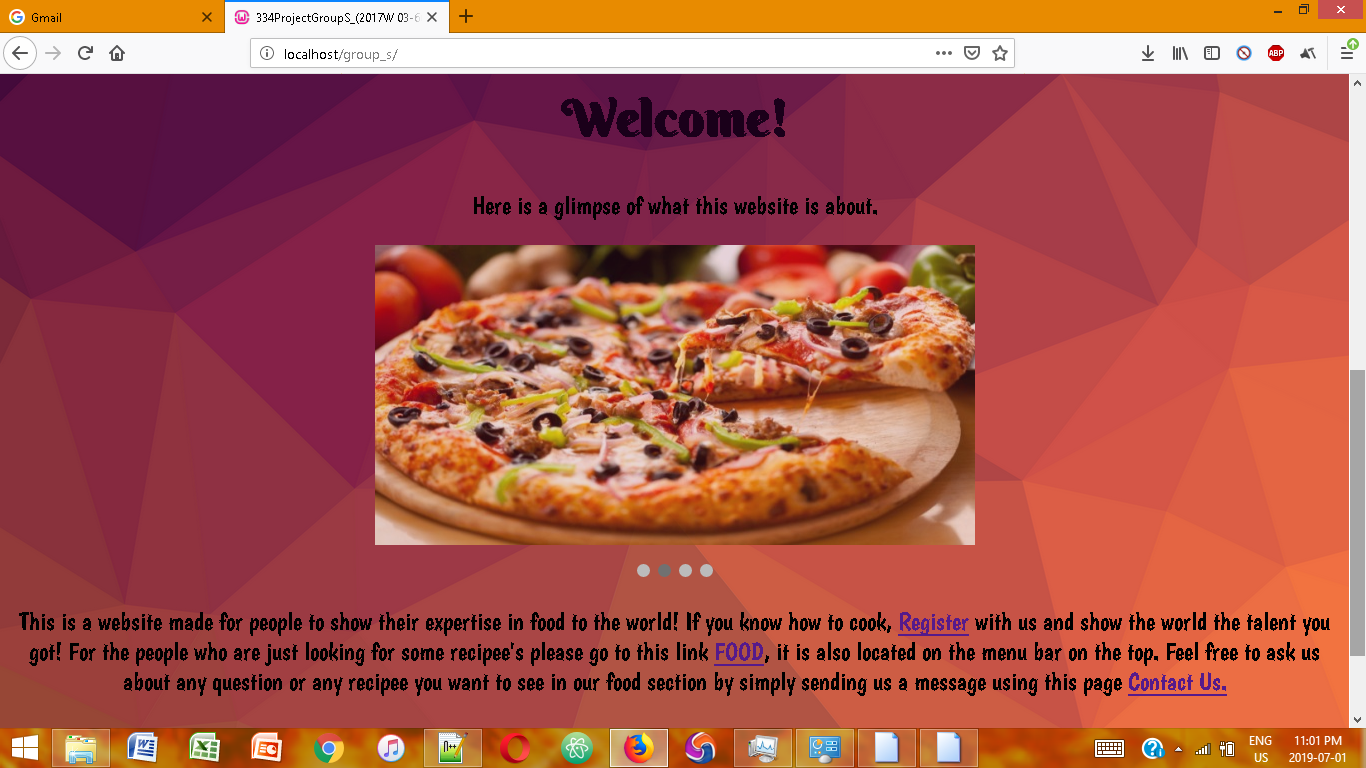 Gmail
334ProjectGroupS_(2017W 03-6
localhost/group_s/
ABP
Welcome!
Here is a glimpse of what this website is about.
This is a website made for people to show their expertise in food to the world! If you know how to cook, Register with us and show the world the talent you
got! For the people who are just looking for some recipee's please go to this link FOOD, it is also located on the menu bar on the top. Feel free to ask us
about any question or any recipee you want to see in our food section by simply sending us a message using this page Contact Us.
ENG 11:01 PM
US 2019-07-01